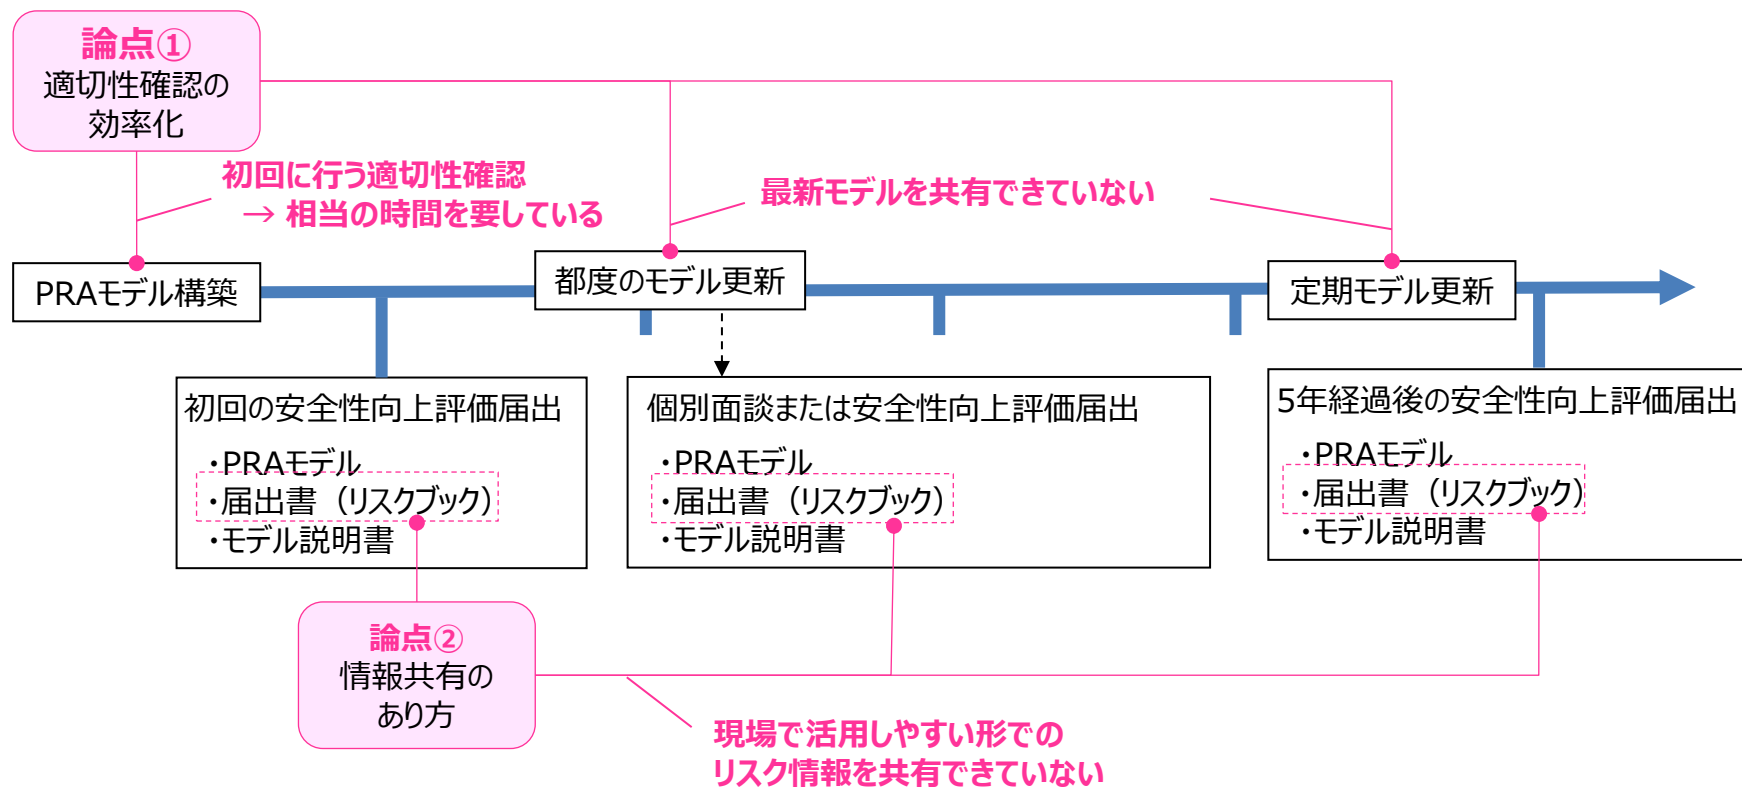 論点①
適切性確認の
効率化
初回に行う適切性確認
→ 相当の時間を要している
最新モデルを共有できていない
PRAモデル構築
都度のモデル更新
定期モデル更新
初回の安全性向上評価届出
・PRAモデル
・届出書（リスクブック）
・モデル説明書
個別面談または安全性向上評価届出
・PRAモデル
・届出書（リスクブック）
・モデル説明書
5年経過後の安全性向上評価届出
・PRAモデル
・届出書（リスクブック）
・モデル説明書
論点②
情報共有の
あり方
現場で活用しやすい形での
リスク情報を共有できていない